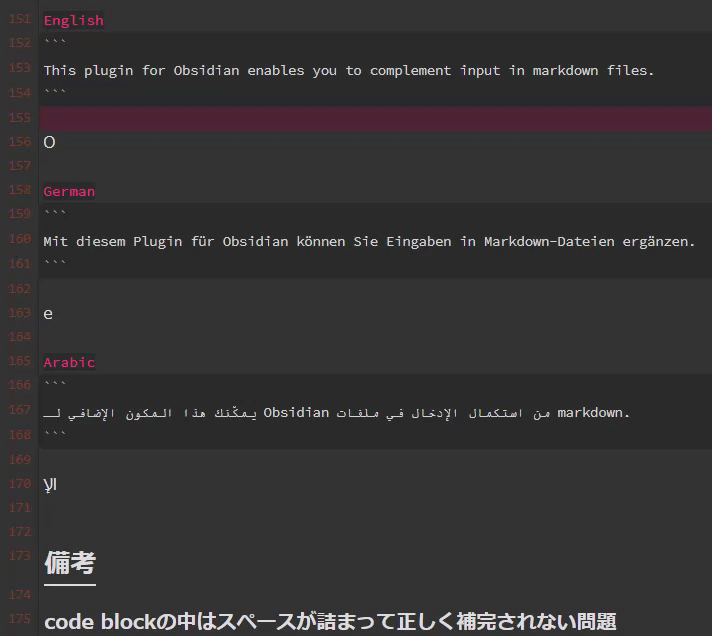 151 English
152 ```
153 This plugin for Obsidian enables you to complement input in markdown files.
154 ```
155
156 O
157
158 German
159 ```
160 Mit diesem Plugin für Obsidian können Sie Eingaben in Markdown-Dateien ergänzen.
161 ```
162
163 e
164
165 Arabic
166 ```
167 يمكّنك هذا المكون الإضافي لـ Obsidian من استكمال الإدخال في ملفات markdown.
168 ```
169
170 الإ
171
172
173 備考
174
175 code blockの中はスペースが詰まって正しく補完されない問題